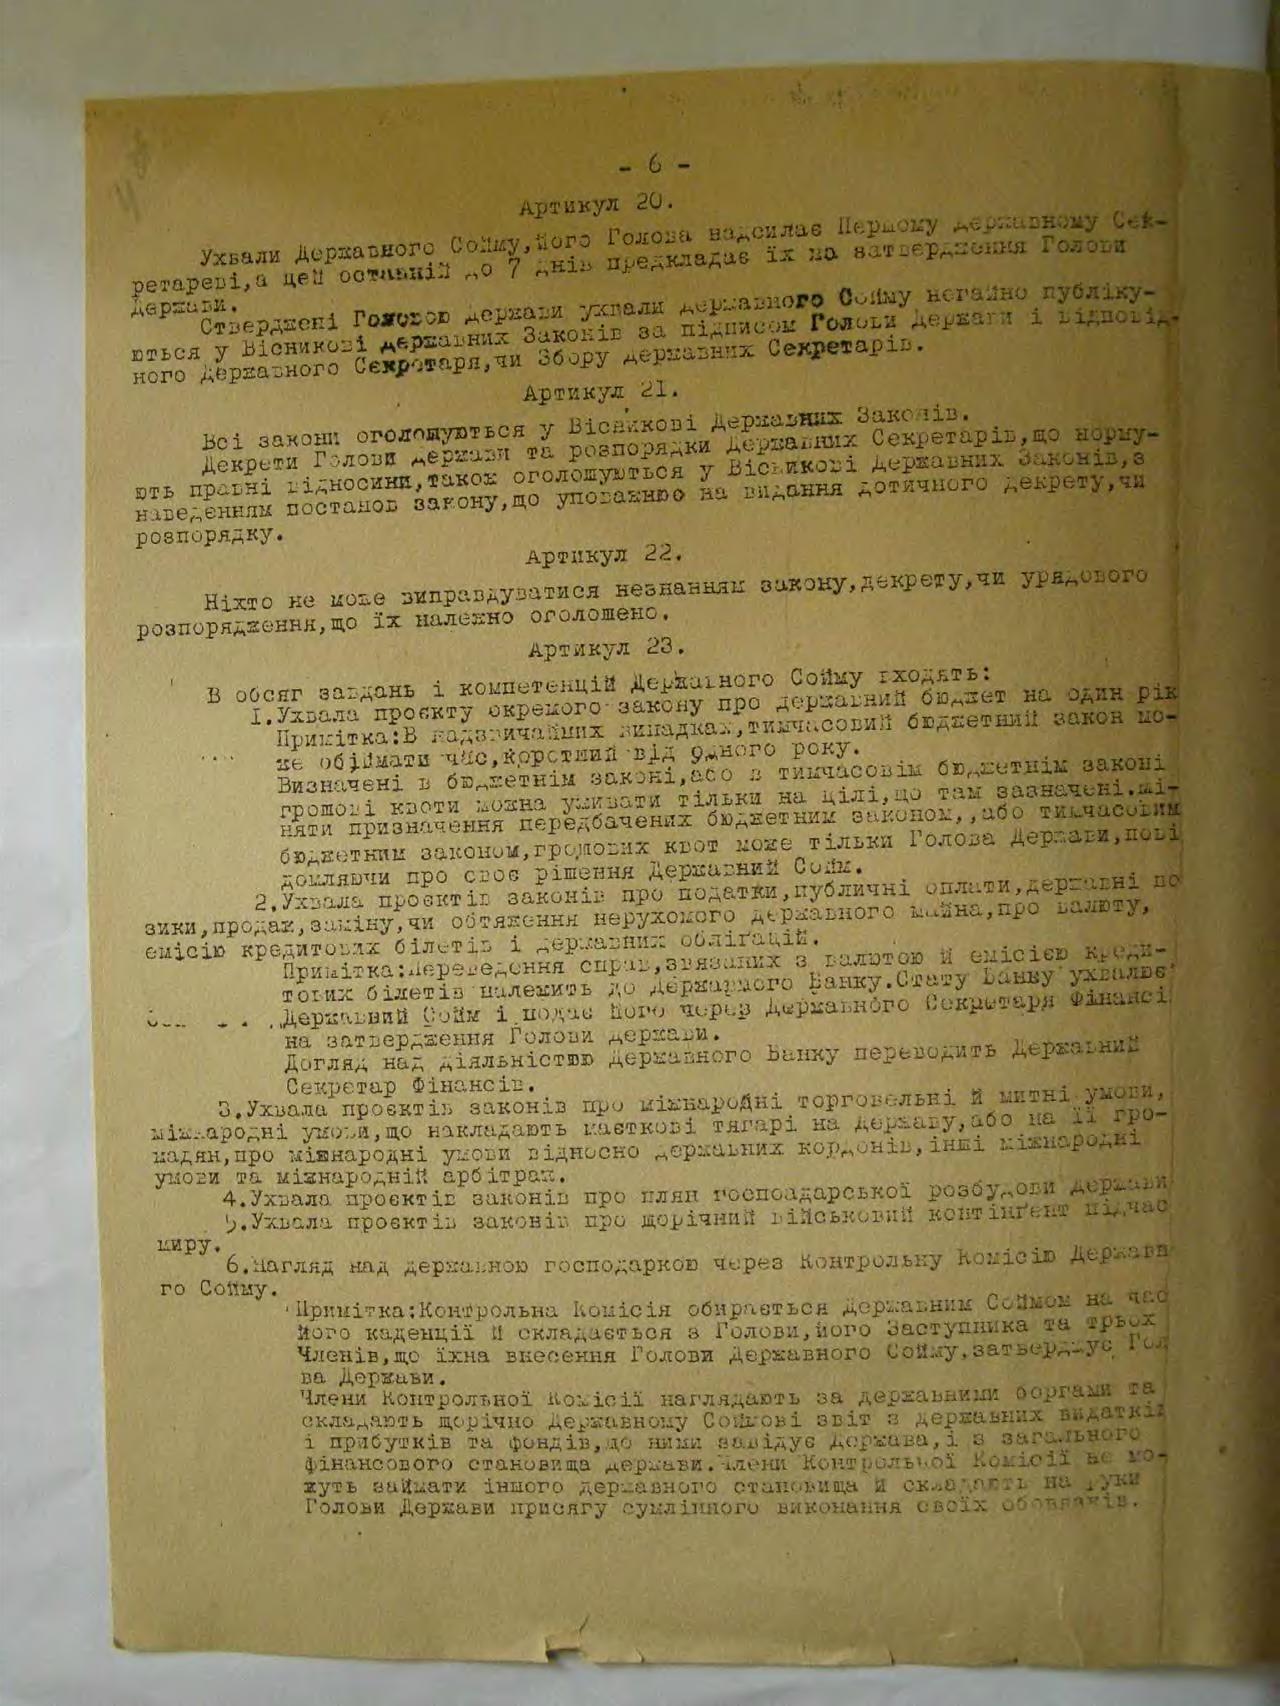 - 6 -
Артикул 20.
Ухвали Державного Сойму,його Голова надсилає Першому державному Сек-
ретареві,а цей останній до 7 днів предкладає їх на затвердження Голови
Держави.
Стверджені Головою держави ухвали державного Сойму негайно публіку-
ються у Вісникові державних Законів за підписом Голови Держави і відповід-
ного Державного Секротаря,чи Збору державних Секретарів.
Артикул 21.
Всі закони оголошуються у Вісникові Державних Законів.
Декрети Голови держави та розпорядки Державних Секретарів,що норму-
ють правні відносини,також оголошуються у Вісникові Державних Законів,з
наведенням постанов закону,що уповажнює на видання дотичного декрету,чи
розпорядку.
Артикул 22.
Ніхто не може виправдуватися незнанням закону,декрету,чи урядового
розпорядження,що їх належно оголошено.
Артикул 23.
В обсяг завдань і компетенцій Державного Сойму входять:
1.Ухвала проєкту окремого закону про державний бюджет на один рік
Примітка:В надзвичайних випадках,тимчасовий бюджетний закон мо-
же обіймати час,коротший від одного року.
Визначені в бюджетнім законі,або в тимчасовім бюджетнім законі
грошові квоти можна уживати тільки на цілі,що там зазначені.Мі-
няти призначення передбачених бюджетним законом,,або тимчасовим
бюджетним законом,грошових квот може тільки Голова Держави,пові
домляючи про своє рішення Державний Сойм.
2.Ухвала проєктів законів про податки,публичні оплати,державні по
зики,продаж,заміну,чи обтяження нерухомого державного майна,про валюту,
емісію кредитових білетів і державних облігацій.
Примітка:Переведення справ,звязаних з валютою й емісією креди-
тових білетів належить до Державного Банку.Стату Банку ухвалює
Державний Сойм і подає його через Державного Секретаря Фінансі
на затвердження Голови держави.
Догляд над діяльністю Державного Банку переводить Державний
Секретар Фінансів.
3.Ухвала проєктів законів про міжнародні торговельні й митні умови,
міжнародні умови,що накладають маєткові тягарі на Державу,або на її гро-
мадян,про міжнародні умови відносно державних кордонів,інші міжнародні
умови та міжнародній арбітраж.
4.Ухвала проєктів законів про плян госпоадарської розбудови держави
5.Ухвала проєктів законів про щорічний військовий контінґент підчас
миру.
6.Нагляд над державною господаркою через Контрольну Комісію Державн
го Сойму.
Примітка:Контрольна Комісія обирається Державним Соймом на час
його каденції й складається з Голови,його Заступника та трьох
Членів,що їхна внесення Голови Державного Сойму,затверджує Гол
ва Держави.
Члени Контрольної Комісії наглядають за державними боргами та
складають щорічно Державному Соймові звіт з державних видатків
і прибутків та фондів,що ними завідує Держава,і з загального
фінансового становища держави.Члени Контрольної Комісії не мо-
жуть займати іншого державного становища й складають на руки
Голови Держави присягу сумлінного виконання своїх обовязків.